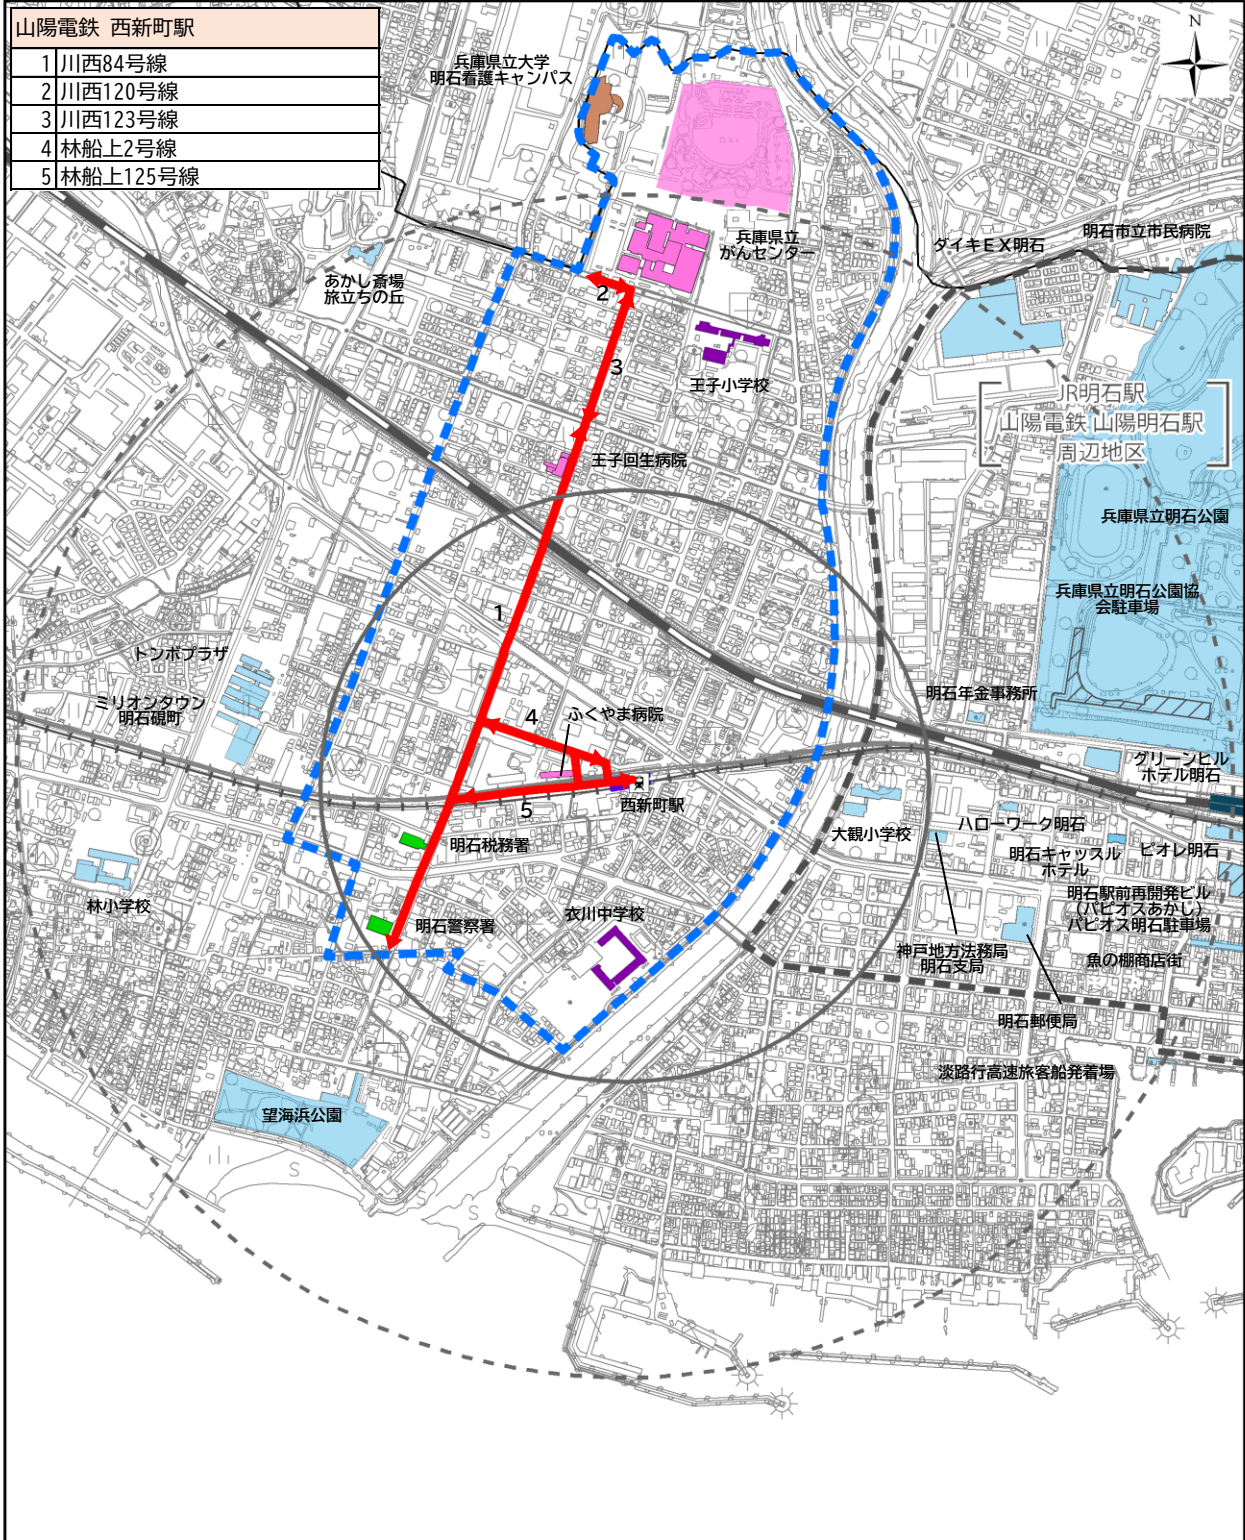 山陽電鉄 西新町駅
1 川西84号線
2 川西120号線
3 川西123号線
4 林船上2号線
5 林船上125号線
N
兵庫県立大学
明石看護キャンパス
兵庫県立
がんセンター
ダイキEX明石
明石市立市民病院
あかし斎場
旅立ちの丘
2
3
王子小学校
JR明石駅
山陽電鉄 山陽明石駅
周辺地区
王子回生病院
兵庫県立明石公園
兵庫県立明石公園協
会駐車場
1
トンボプラザ
ミリオンタウン
明石硯町
明石年金事務所
4
ふくやま病院
グリーンヒル
ホテル明石
5
西新町駅
大観小学校
ハローワーク明石
明石税務署
明石キャッスル
ホテル
ピオレ明石
林小学校
明石警察署
衣川中学校
明石駅前再開発ビル
(パピオスあかし)
パピオス明石駐車場
神戸地方法務局
明石支局
魚の棚商店街
明石郵便局
淡路行高速旅客船発着場
望海浜公園
S
S
S
S